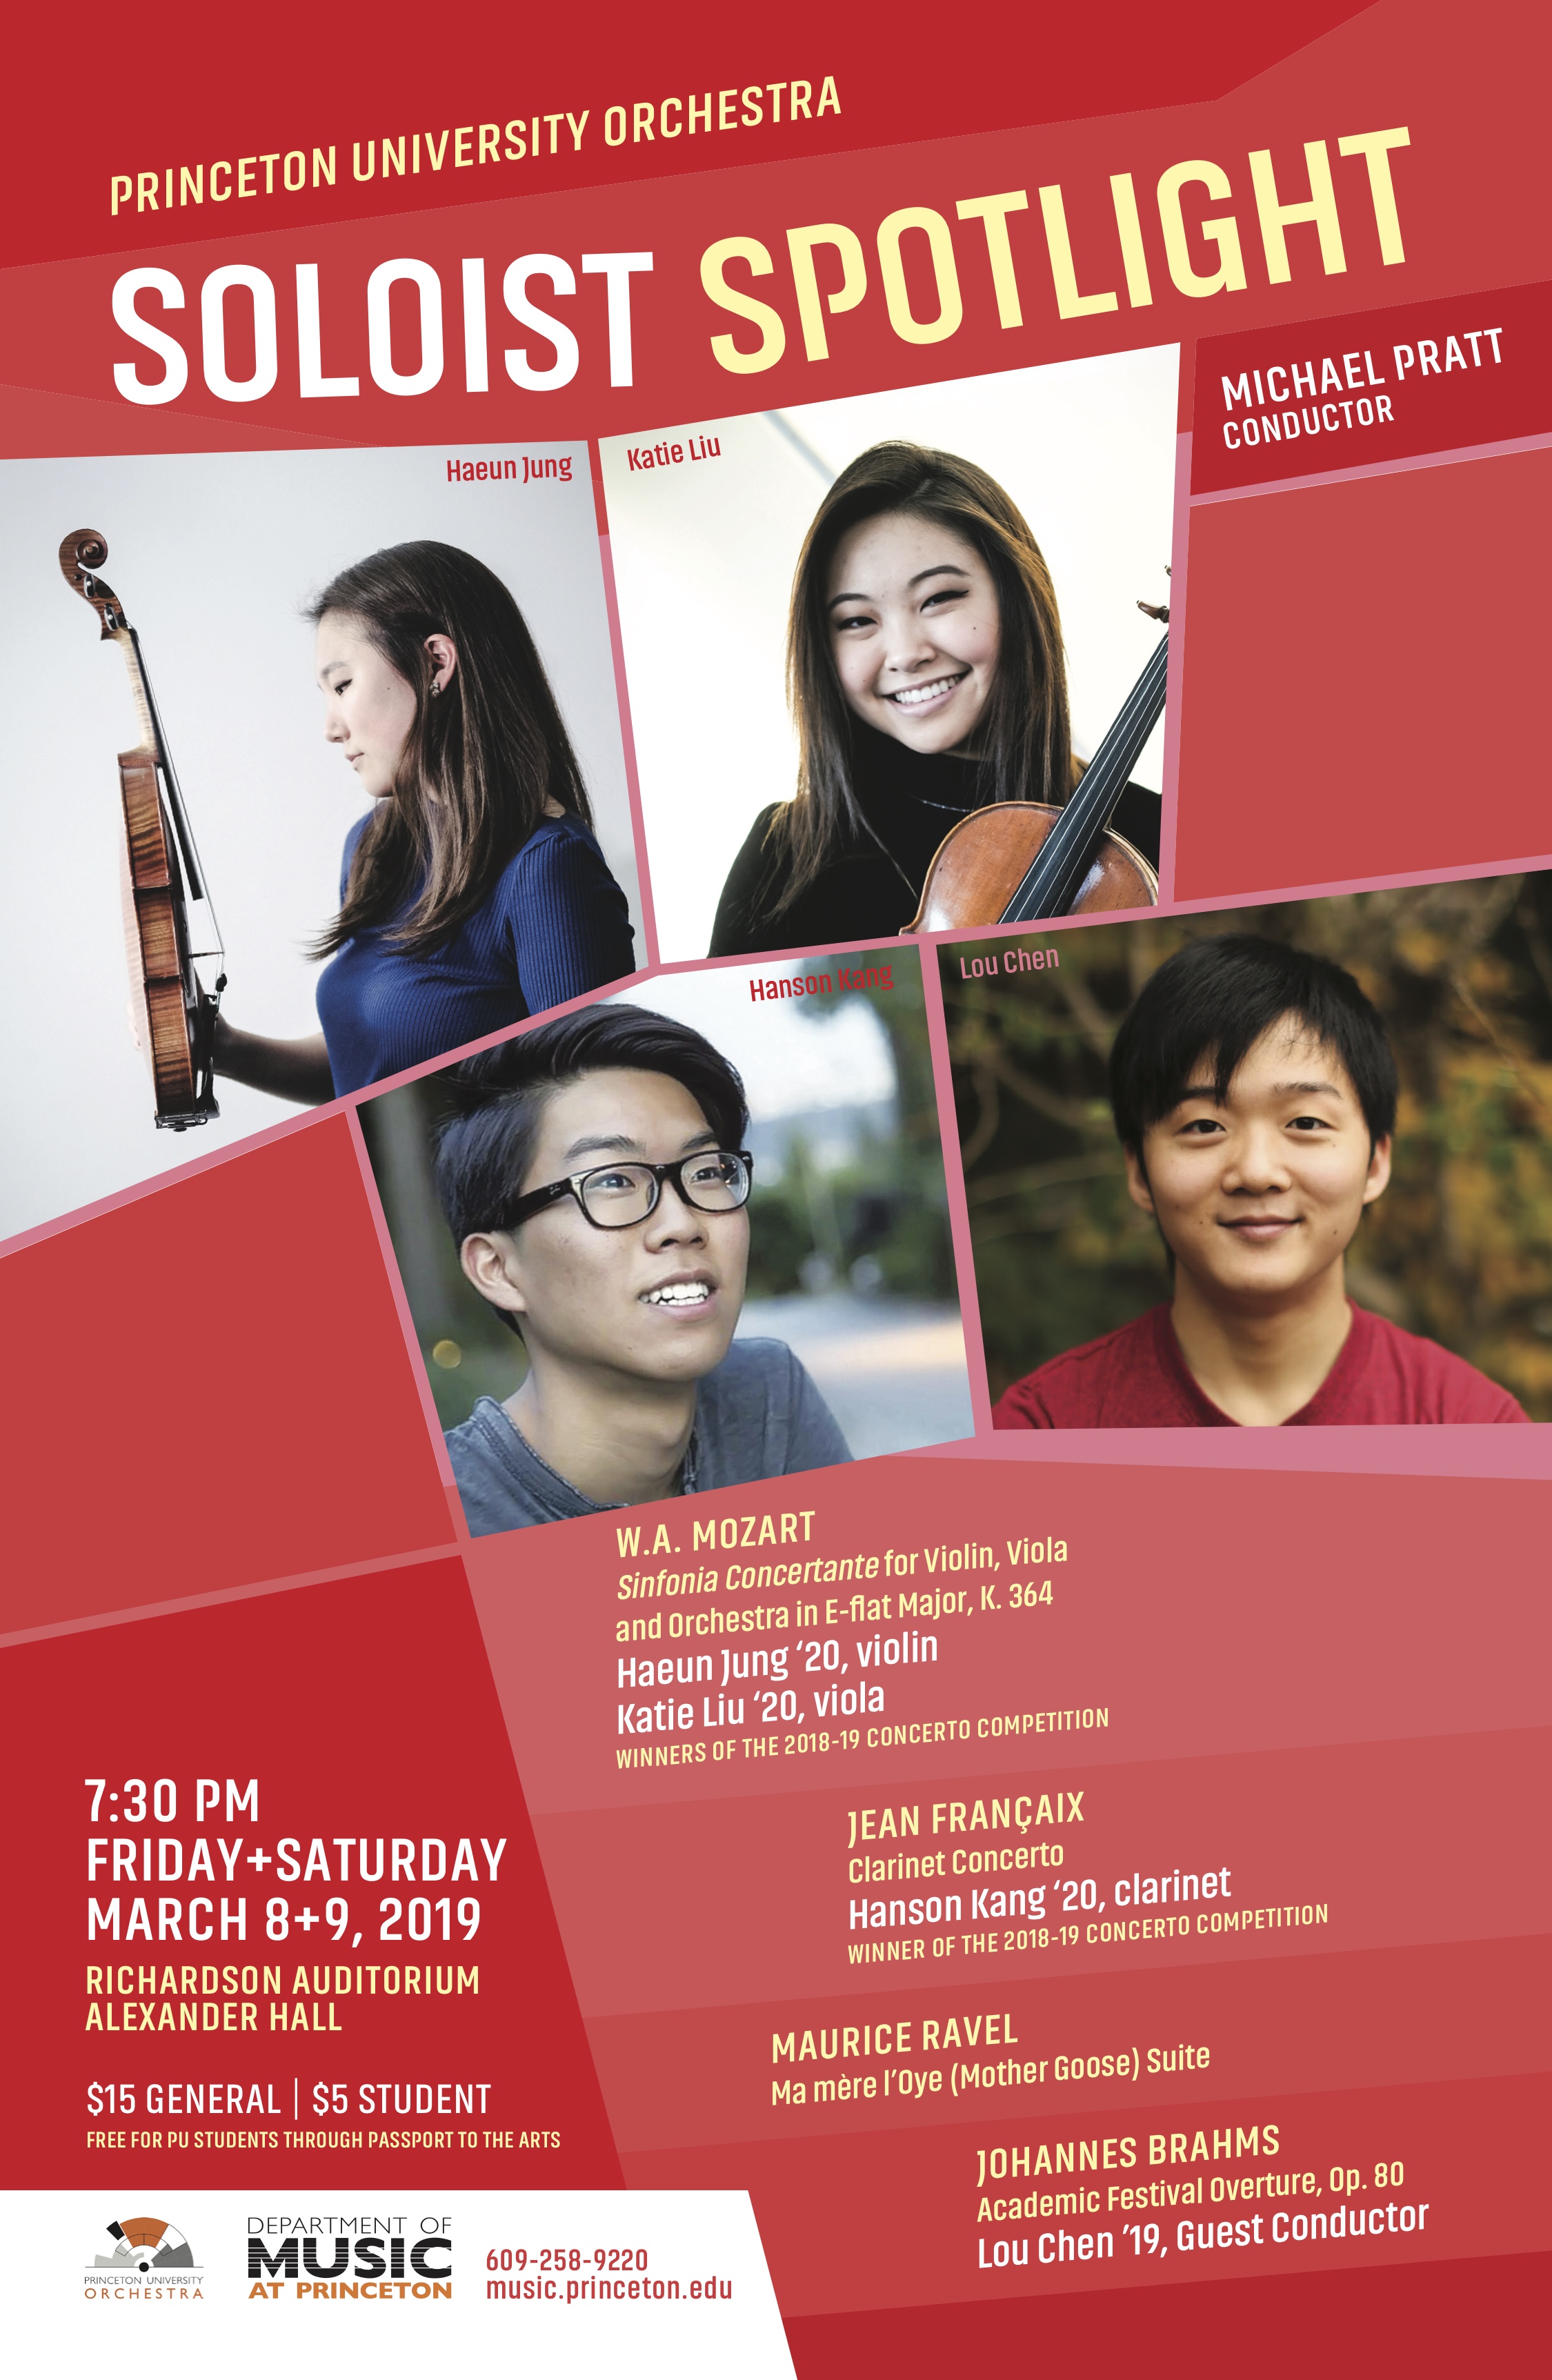 PRINCETON UNIVERSITY ORCHESTRA
SOLOIST SPOTLIGHT
MICHAEL PRATT
CONDUCTOR
Haeun Jung
Katie Liu
Hanson Kang
Lou Chen
W.A. MOZART
Sinfonia Concertante for Violin, Viola
and Orchestra in E-flat Major, K. 364
Haeun Jung ‘20, violin
Katie Liu ‘20, viola
WINNERS OF THE 2018-19 CONCERTO COMPETITION
JEAN FRANÇAIX
Clarinet Concerto
Hanson Kang ‘20, clarinet
WINNER OF THE 2018-19 CONCERTO COMPETITION
MAURICE RAVEL
Ma mère l’Oye (Mother Goose) Suite
JOHANNES BRAHMS
Academic Festival Overture, Op. 80
Lou Chen ’19, Guest Conductor
7:30 PM
FRIDAY+SATURDAY
MARCH 8+9, 2019
RICHARDSON AUDITORIUM
ALEXANDER HALL
$15 GENERAL | $5 STUDENT
FREE FOR PU STUDENTS THROUGH PASSPORT TO THE ARTS
PRINCETON UNIVERSITY
ORCHESTRA
DEPARTMENT OF
MUSIC
AT PRINCETON
609-258-9220
music.princeton.edu